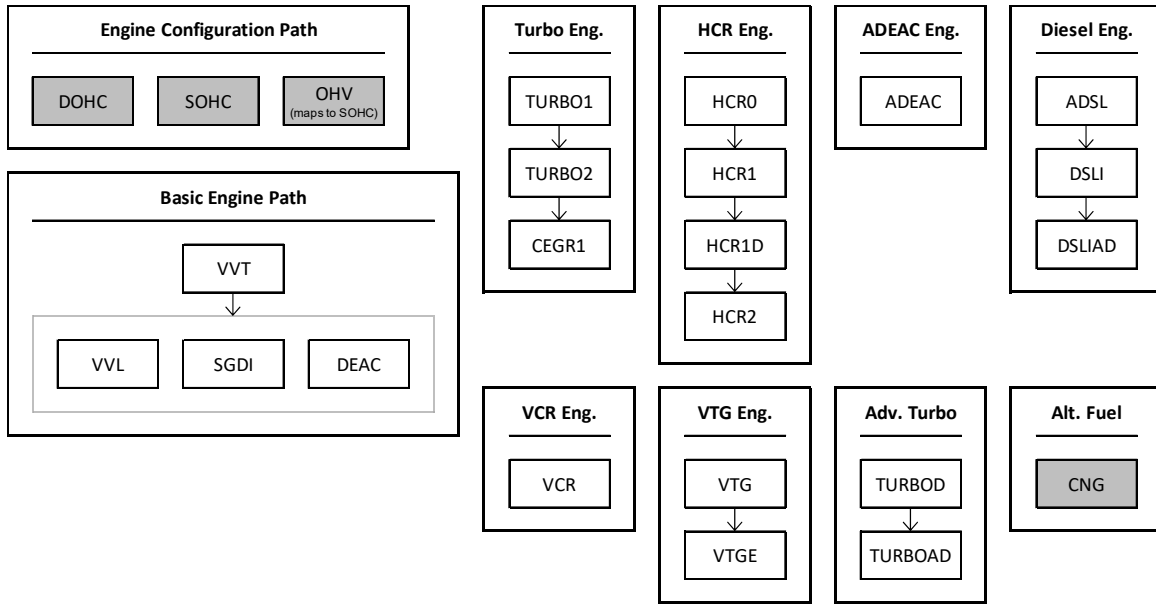 Engine Configuration Path
DOHC
SOHC
OHV
(maps to SOHC)
Basic Engine Path
VVT
VVL
SGDI
DEAC
Turbo Eng.
TURBO1
TURBO2
CEGR1
HCR Eng.
HCR0
HCR1
HCR1D
HCR2
ADEAC Eng.
ADEAC
Diesel Eng.
ADSL
DSLI
DSLIAD
VCR Eng.
VCR
VTG Eng.
VTG
VTGE
Adv. Turbo
TURBOD
TURBOAD
Alt. Fuel
CNG